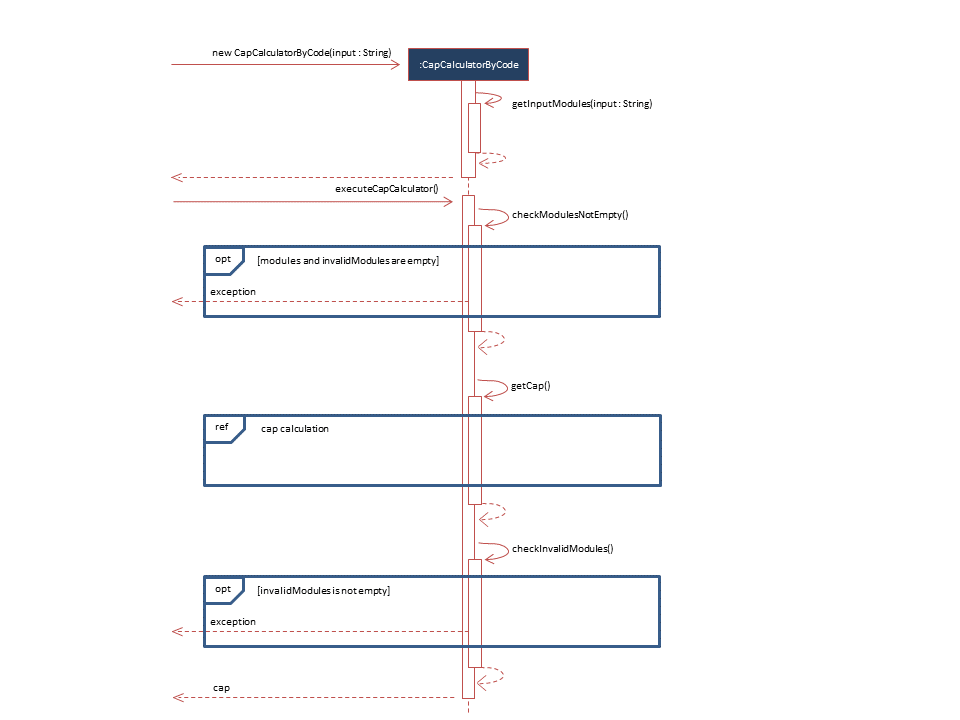 new CapCalculatorByCode(input : String)
:CapCalculatorByCode
getInputModules(input : String)
executeCapCalculator()
checkModulesNotEmpty()
opt
[modules and invalidModules are empty]
exception
getCap()
ref
cap calculation
checkInvalidModules()
opt
[invalidModules is not empty]
exception
cap